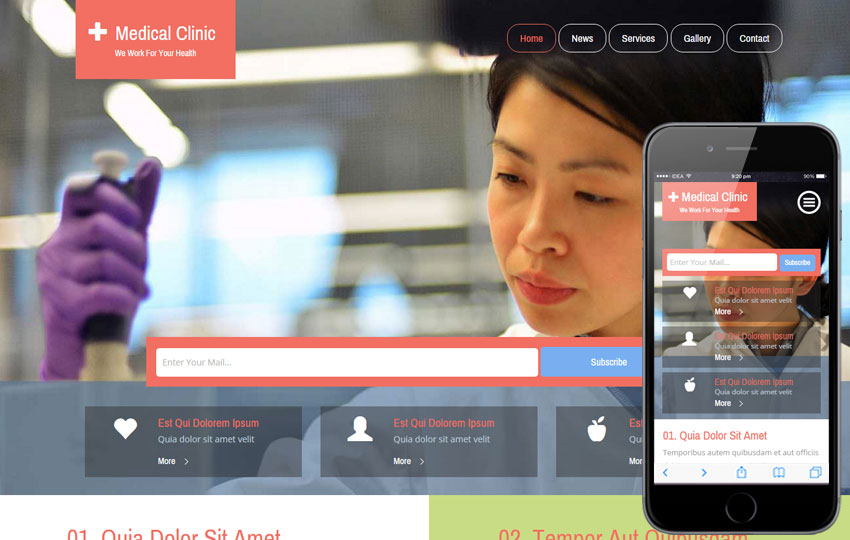 Medical Clinic
We Work For Your Health
Home
News
Services
Gallery
Contact
Enter Your Mail...
Subscribe
Est Qui Dolorem Ipsum
Quia dolor sit amet velit
More
Est Qui Dolorem Ipsum
Quia dolor sit amet velit
More
Es
Qui
Mor
01. Quia Dolor Sit Amet
02. Tempor Aut Quibusdam
IDEA
9:20 pm
90%
Medical Clinic
We Work For Your Health
Enter Your Mail...
Subscribe
Est Qui Dolorem Ipsum
Quia dolor sit amet velit
More
Est Qui Dolorem Ipsum
Quia dolor sit amet velit
More
Est Qui Dolorem Ipsum
Quia dolor sit amet velit
More
01. Quia Dolor Sit Amet
Temporibus autem quibusdam et aut officiis